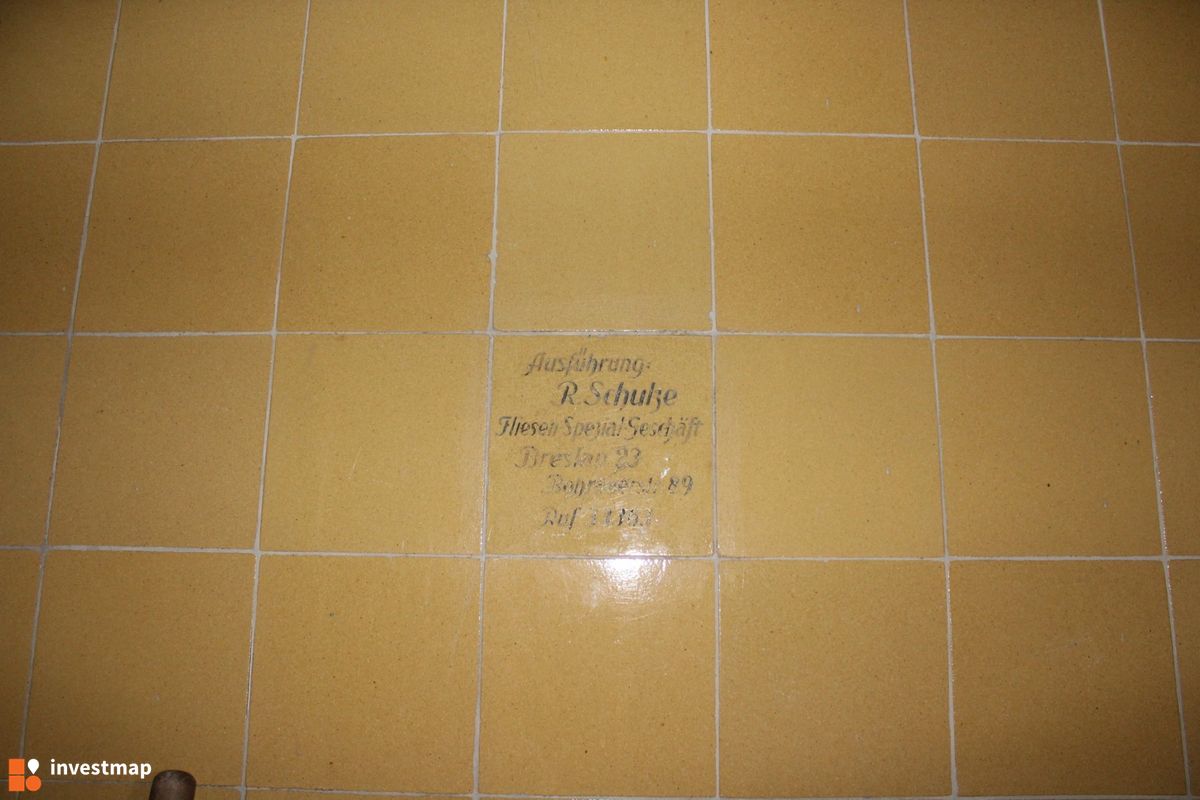 Ausführung:
R. Schulze
Fliesen-Spezial-Geschäft
Breslau 23
89
Ruf
investmap